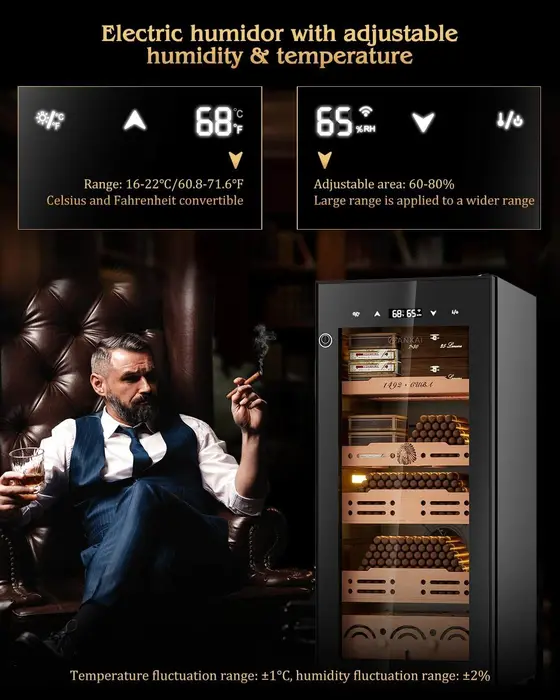 Electric humidor with adjustable
humidity & temperature
°C
°F
68 °C
°F
65 %RH
Range: 16-22°C/60.8-71.6°F
Celsius and Fahrenheit convertible
Adjustable area: 60-80%
Large range is applied to a wider range
68 65
1492 • CUBA
Temperature fluctuation range: ±1°C, humidity fluctuation range: ±2%